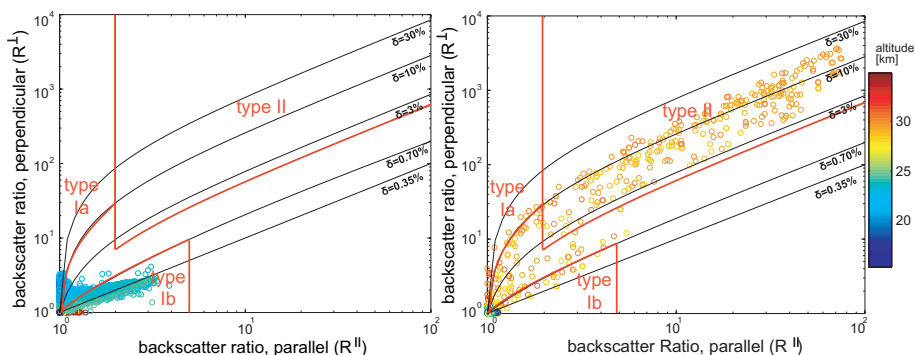 10⁴
10³
10²
10¹
10⁰
backscatter ratio, perpendicular (R⊥)
δ=30%
δ=10%
δ=3%
δ=0.70%
δ=0.35%
type II
type
Ia
type
Ib
10⁰
10¹
10²
backscatter ratio, parallel (R||)
10⁴
10³
10²
10¹
10⁰
backscatter ratio, perpendicular (R⊥)
δ=30%
δ=10%
δ=3%
δ=0.70%
δ=0.35%
type II
type
Ia
type
Ib
10⁰
10¹
10²
backscatter Ratio, parallel (R||)
altitude
[km]
30
25
20